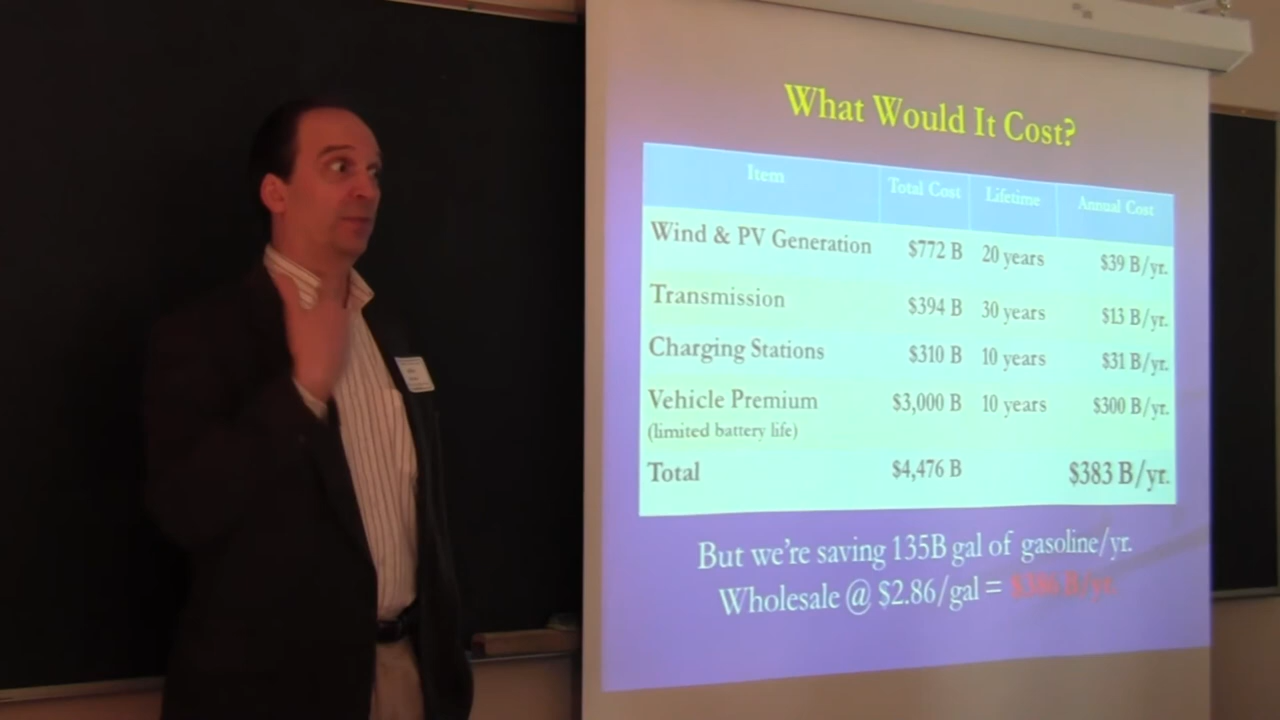 What Would It Cost?
Item Total Cost Lifetime Annual Cost
Wind & PV Generation $772 B 20 years $39 B/yr.
Transmission $394 B 30 years $13 B/yr.
Charging Stations $310 B 10 years $31 B/yr.
Vehicle Premium $3,000 B 10 years $300 B/yr.
(limited battery life)
Total $4,476 B $383 B/yr.
But we're saving 135B gal of gasoline/yr.
Wholesale @ $2.86/gal = $386 B/yr.